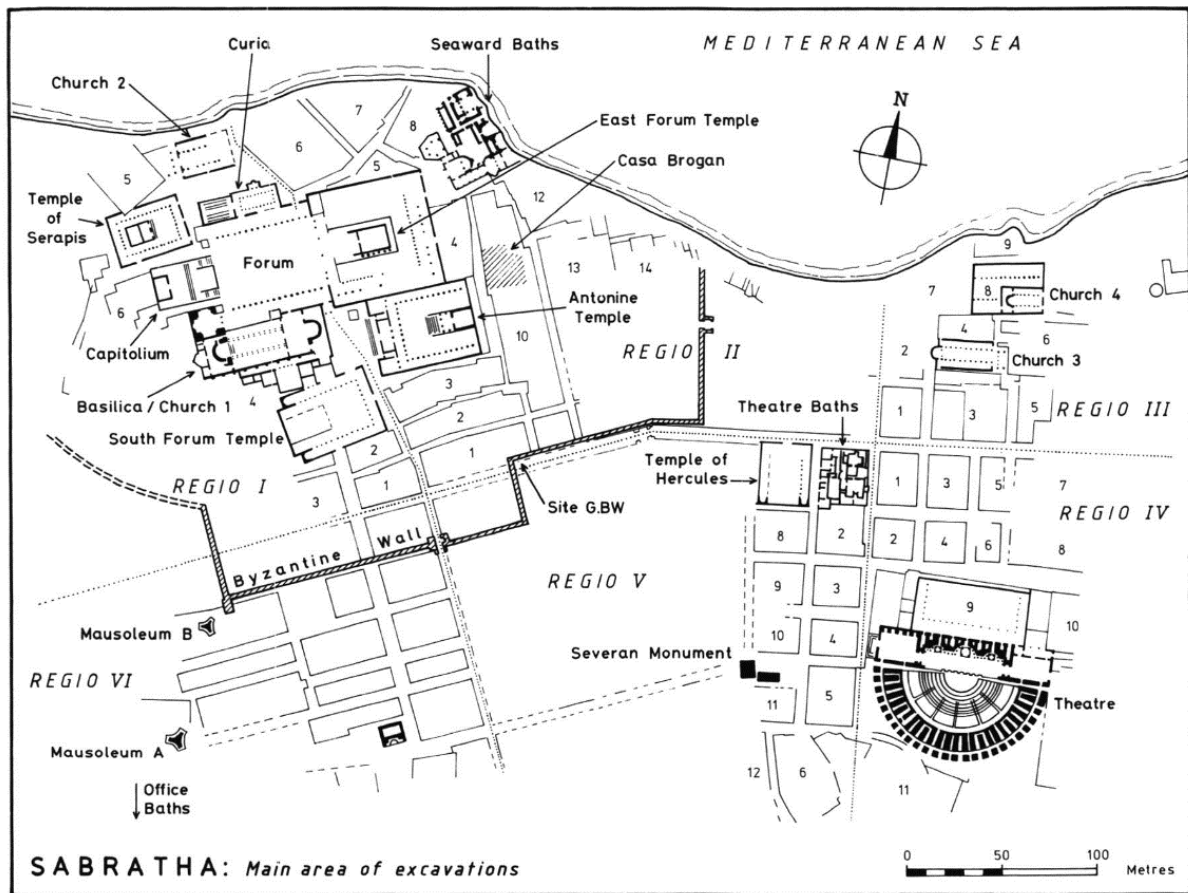 MEDITERRANEAN SEA
Curia
Seaward Baths
Church 2
N
East Forum Temple
Casa Brogan
7
8
6
5
5
12
Temple
of
Serapis
4
Forum
13
14
9
7
8
Church 4
6
Antonine
Temple
4
6
Capitolium
10
REGIO II
2
Church 3
Basilica / Church 1
4
3
Theatre Baths
1
3
5
REGIO III
South Forum Temple
2
2
1
Temple of
Hercules
REGIO I
3
1
Site G.BW
1
3
5
7
REGIO IV
Byzantine Wall
8
2
2
4
6
8
REGIO V
9
3
9
Mausoleum B
10
4
10
Severan Monument
REGIO VI
11
5
Theatre
Mausoleum A
12
6
11
Office
Baths
SABRATHA: Main area of excavations
0 50 100 Metres